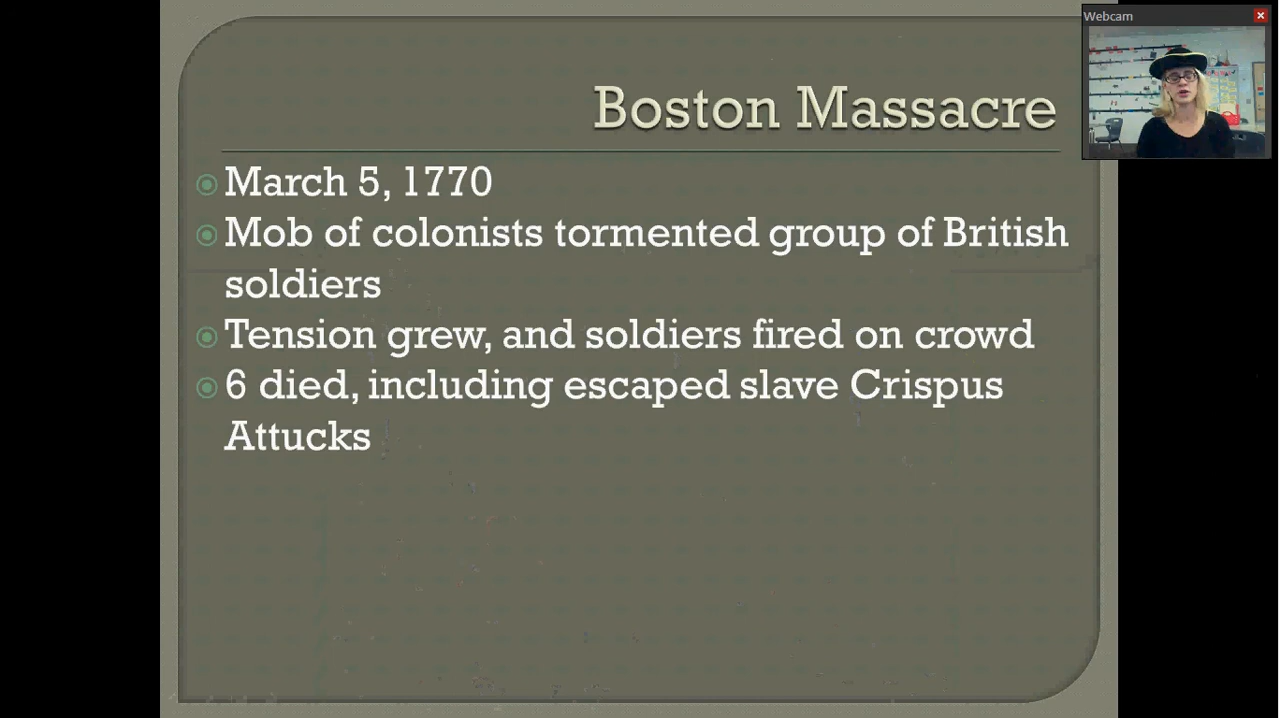 Webcam
Boston Massacre
March 5, 1770
Mob of colonists tormented group of British
soldiers
Tension grew, and soldiers fired on crowd
6 died, including escaped slave Crispus
Attucks